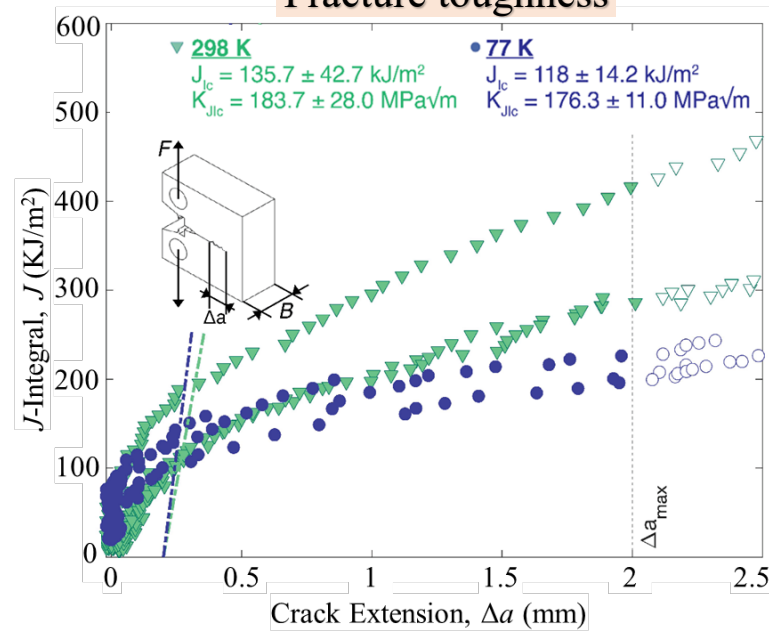 Fracture toughness
600
500
400
300
200
100
0
298 K
J_Ic = 135.7 ± 42.7 kJ/m²
K_JIc = 183.7 ± 28.0 MPa√m
77 K
J_Ic = 118 ± 14.2 kJ/m²
K_JIc = 176.3 ± 11.0 MPa√m
F
Δa
B
J-Integral, J (KJ/m²)
Δa_max
0
0.5
1
1.5
2
2.5
Crack Extension, Δa (mm)